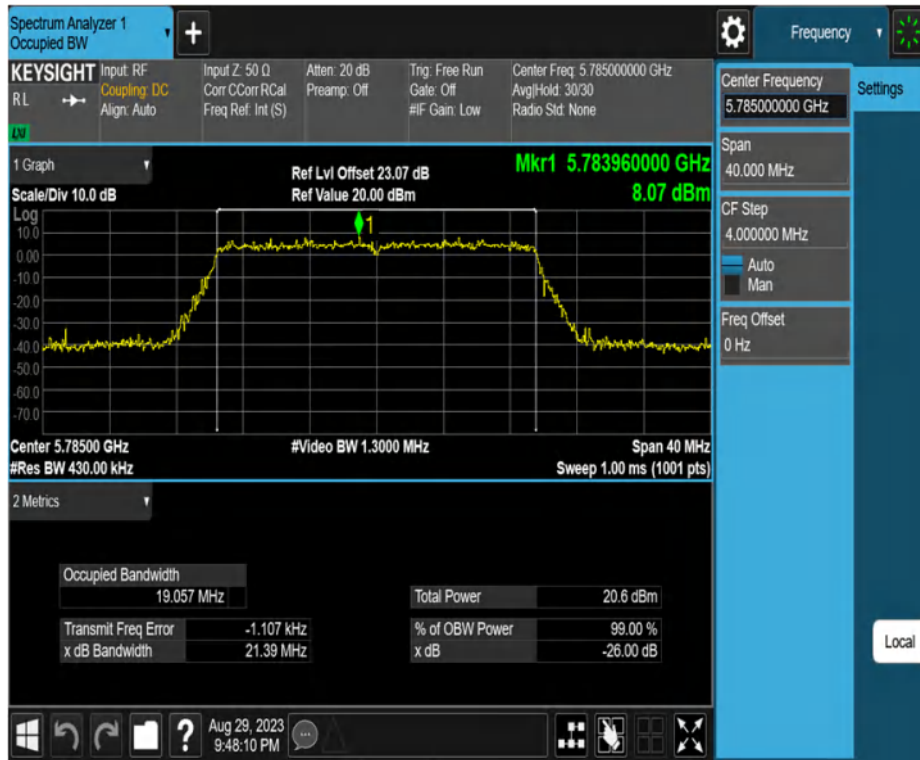 Spectrum Analyzer 1
Occupied BW
+
Frequency
KEYSIGHT
RL
LXI
Input: RF
Coupling: DC
Align: Auto
Input Z: 50 Ω
Corr CCorr RCal
Freq Ref: Int (S)
Atten: 20 dB
Preamp: Off
Trig: Free Run
Gate: Off
#IF Gain: Low
Center Freq: 5.785000000 GHz
Avg|Hold: 30/30
Radio Std: None
Center Frequency
5.785000000 GHz
Settings
Span
40.000 MHz
CF Step
4.000000 MHz
Auto
Man
Freq Offset
0 Hz
1 Graph
Ref Lvl Offset 23.07 dB
Mkr1 5.783960000 GHz
Scale/Div 10.0 dB
Ref Value 20.00 dBm
8.07 dBm
Log
1
10.0
0.00
-10.0
-20.0
-30.0
-40.0
-50.0
-60.0
-70.0
Center 5.78500 GHz
#Video BW 1.3000 MHz
Span 40 MHz
#Res BW 430.00 kHz
Sweep 1.00 ms (1001 pts)
2 Metrics
Occupied Bandwidth
19.057 MHz
Total Power 20.6 dBm
Transmit Freq Error -1.107 kHz
% of OBW Power 99.00 %
x dB Bandwidth 21.39 MHz
x dB -26.00 dB
Local
?
Aug 29, 2023
9:48:10 PM